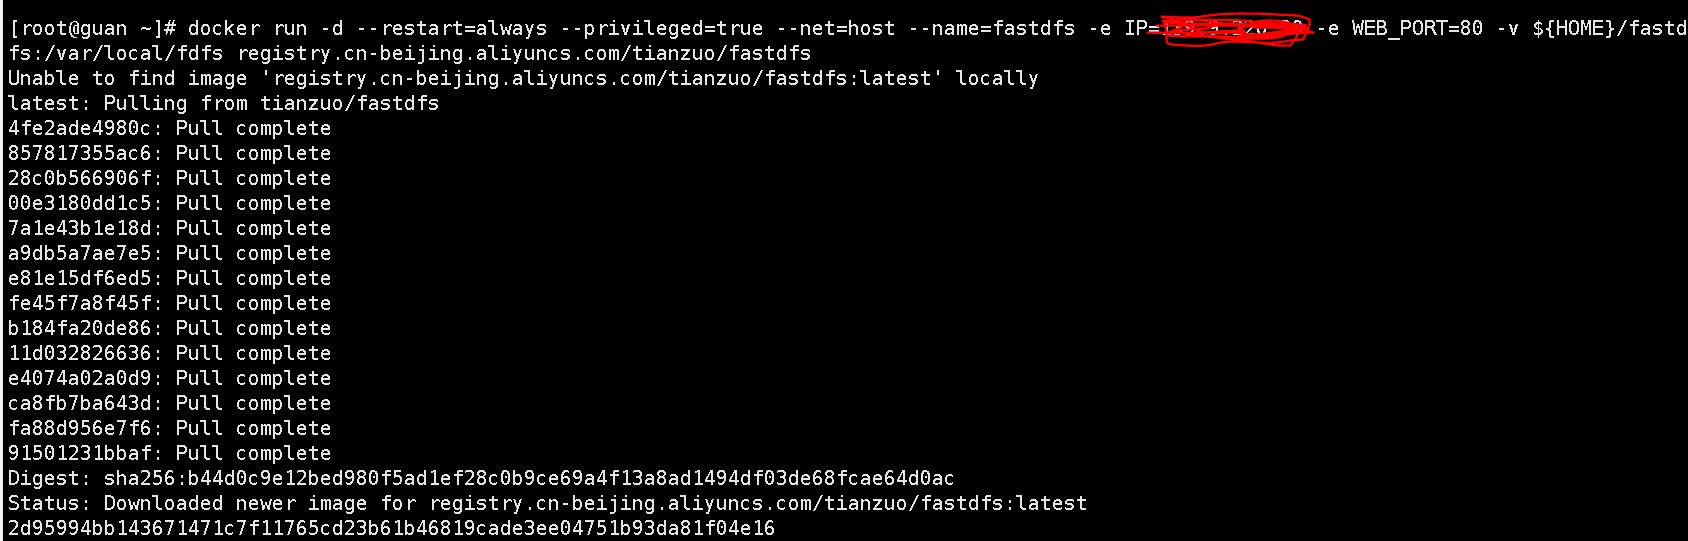 [root@guan ~]# docker run -d --restart=always --privileged=true --net=host --name=fastdfs -e IP= -e WEB_PORT=80 -v ${HOME}/fastd
fs:/var/local/fdfs registry.cn-beijing.aliyuncs.com/tianzuo/fastdfs
Unable to find image 'registry.cn-beijing.aliyuncs.com/tianzuo/fastdfs:latest' locally
latest: Pulling from tianzuo/fastdfs
4fe2ade4980c: Pull complete
857817355ac6: Pull complete
28c0b566906f: Pull complete
00e3180dd1c5: Pull complete
7a1e43b1e18d: Pull complete
a9db5a7ae7e5: Pull complete
e81e15df6ed5: Pull complete
fe45f7a8f45f: Pull complete
b184fa20de86: Pull complete
11d032826636: Pull complete
e4074a02a0d9: Pull complete
ca8fb7ba643d: Pull complete
fa88d956e7f6: Pull complete
91501231bbaf: Pull complete
Digest: sha256:b44d0c9e12bed980f5ad1ef28c0b9ce69a4f13a8ad1494df03de68fcae64d0ac
Status: Downloaded newer image for registry.cn-beijing.aliyuncs.com/tianzuo/fastdfs:latest
2d95994bb143671471c7f11765cd23b61b46819cade3ee04751b93da81f04e16